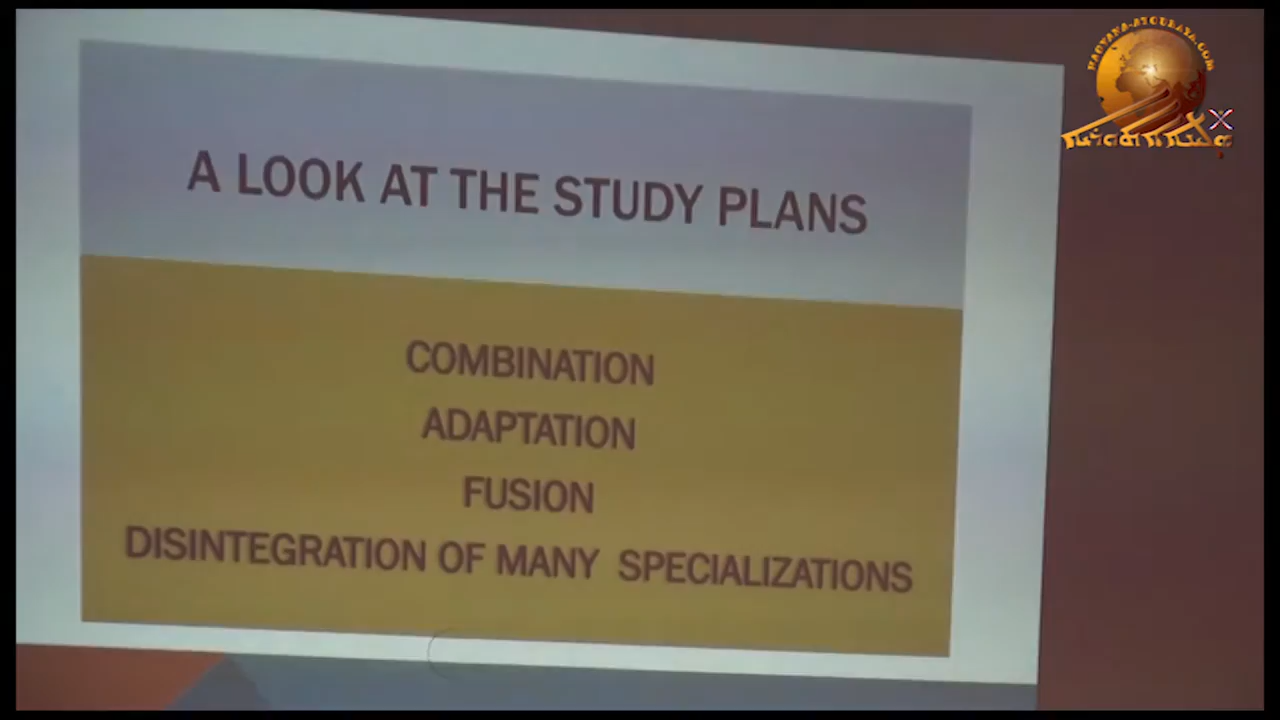 A LOOK AT THE STUDY PLANS
COMBINATION
ADAPTATION
FUSION
DISINTEGRATION OF MANY SPECIALIZATIONS